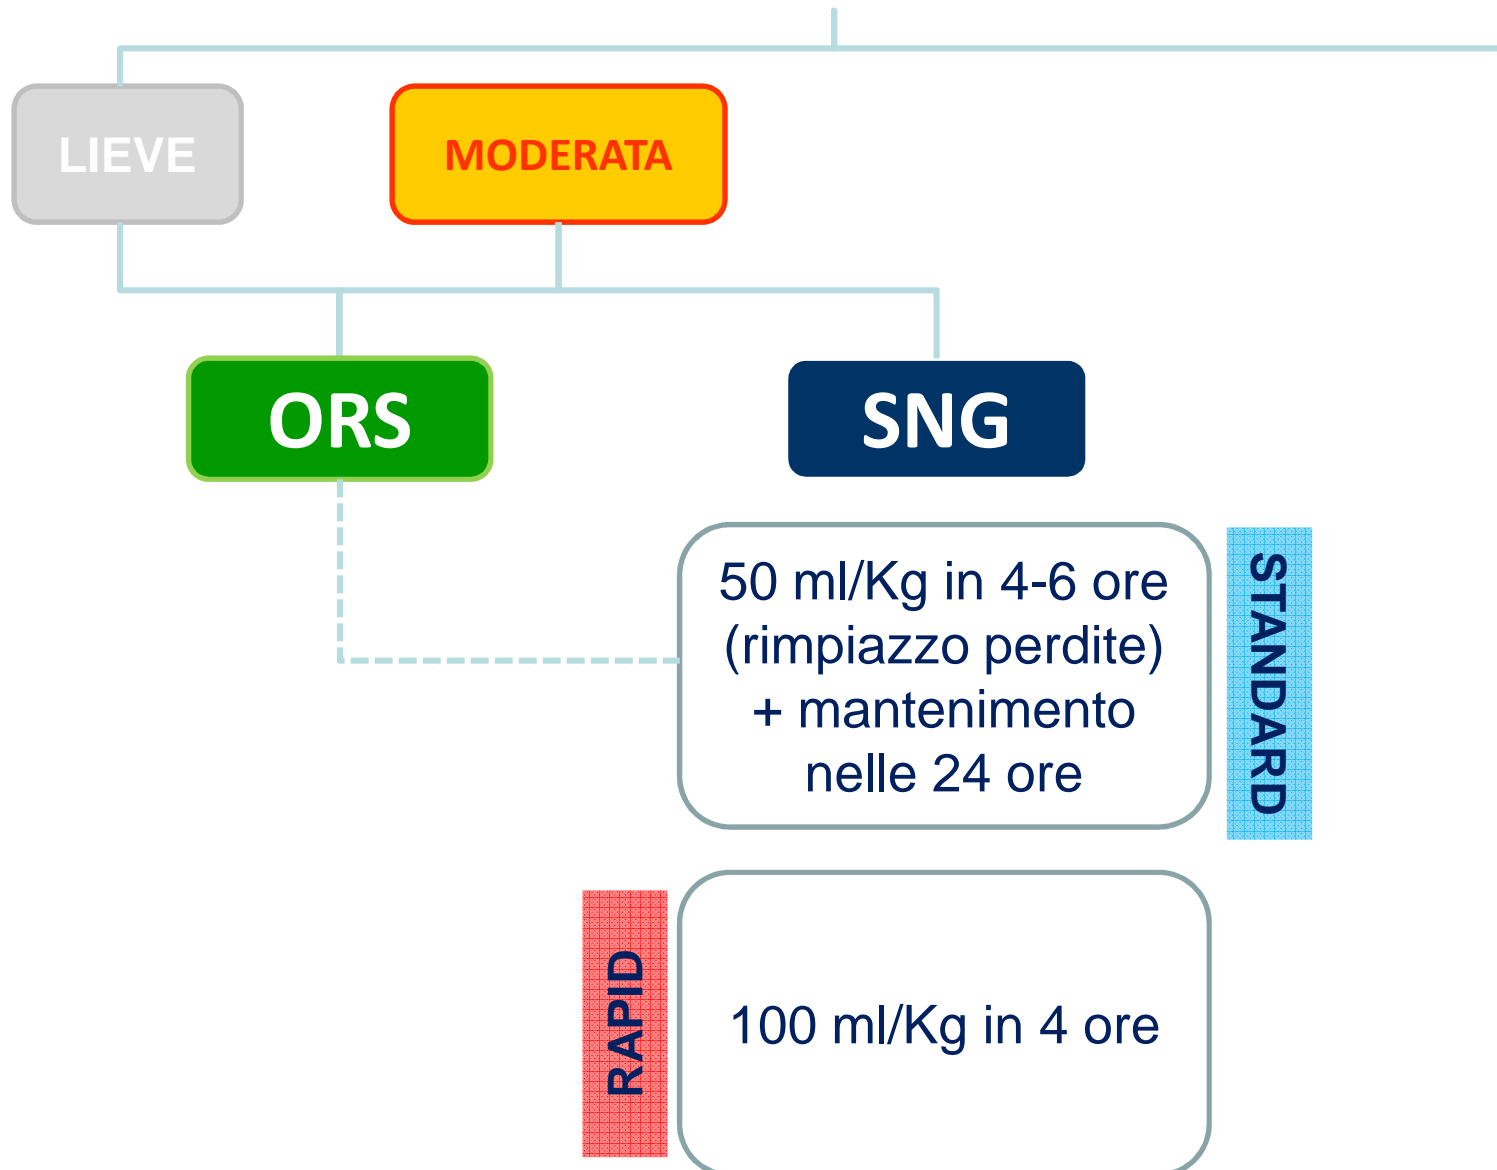 LIEVE
MODERATA
ORS
SNG
50 ml/Kg in 4-6 ore
(rimpiazzo perdite)
+ mantenimento
nelle 24 ore
STANDARD
RAPID
100 ml/Kg in 4 ore